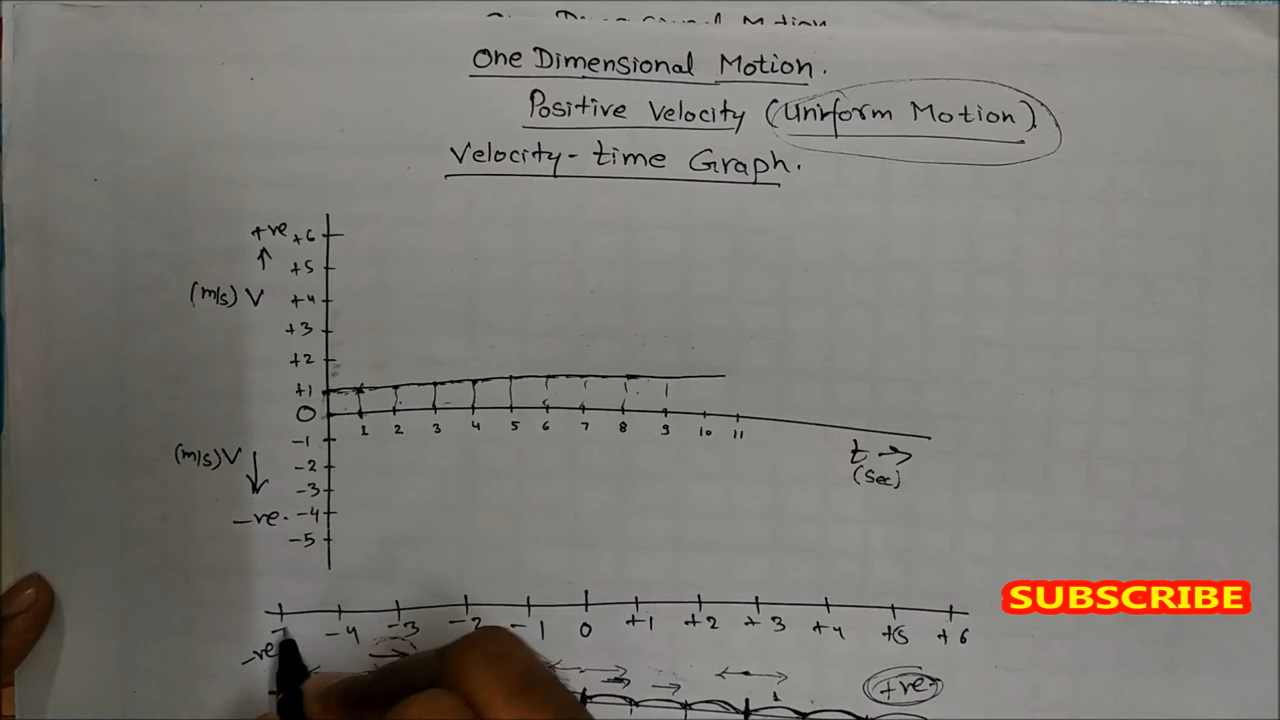 One Dimensional Motion.
Positive Velocity (Uniform Motion)
Velocity-time Graph.
+ve +6
+5
(m/s) V +4
+3
+2
+1
0
1 2 3 4 5 6 7 8 9 10 11
-1
(m/s) V
-2
-3
-ve. -4
-5
t →
(sec)
SUBSCRIBE
-4 -3 -2 -1 0 +1 +2 +3 +4 +5 +6
-ve
+ve